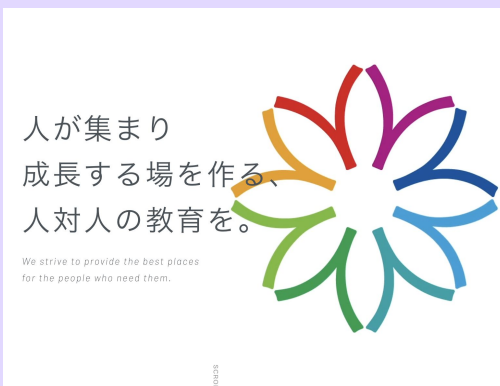 人が集まり
成長する場を作る、
人対人の教育を。
We strive to provide the best places
for the people who need them.